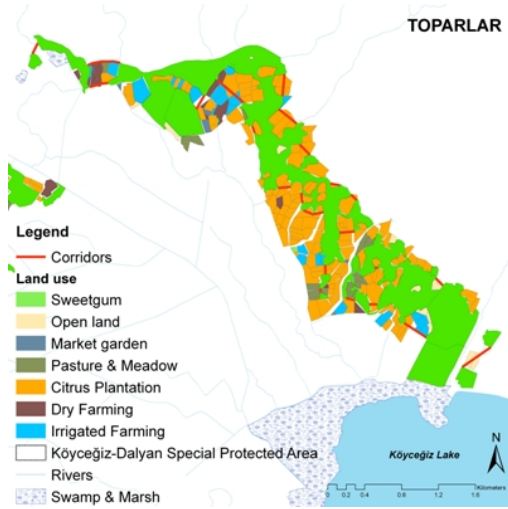 TOPARLAR
Legend
Corridors
Land use
Sweetgum
Open land
Market garden
Pasture & Meadow
Citrus Plantation
Dry Farming
Irrigated Farming
Köyceğiz-Dalyan Special Protected Area
Rivers
Swamp & Marsh
Köyceğiz Lake
N
0 0.2 0.4 0.8 1.2 1.6
Kilometers